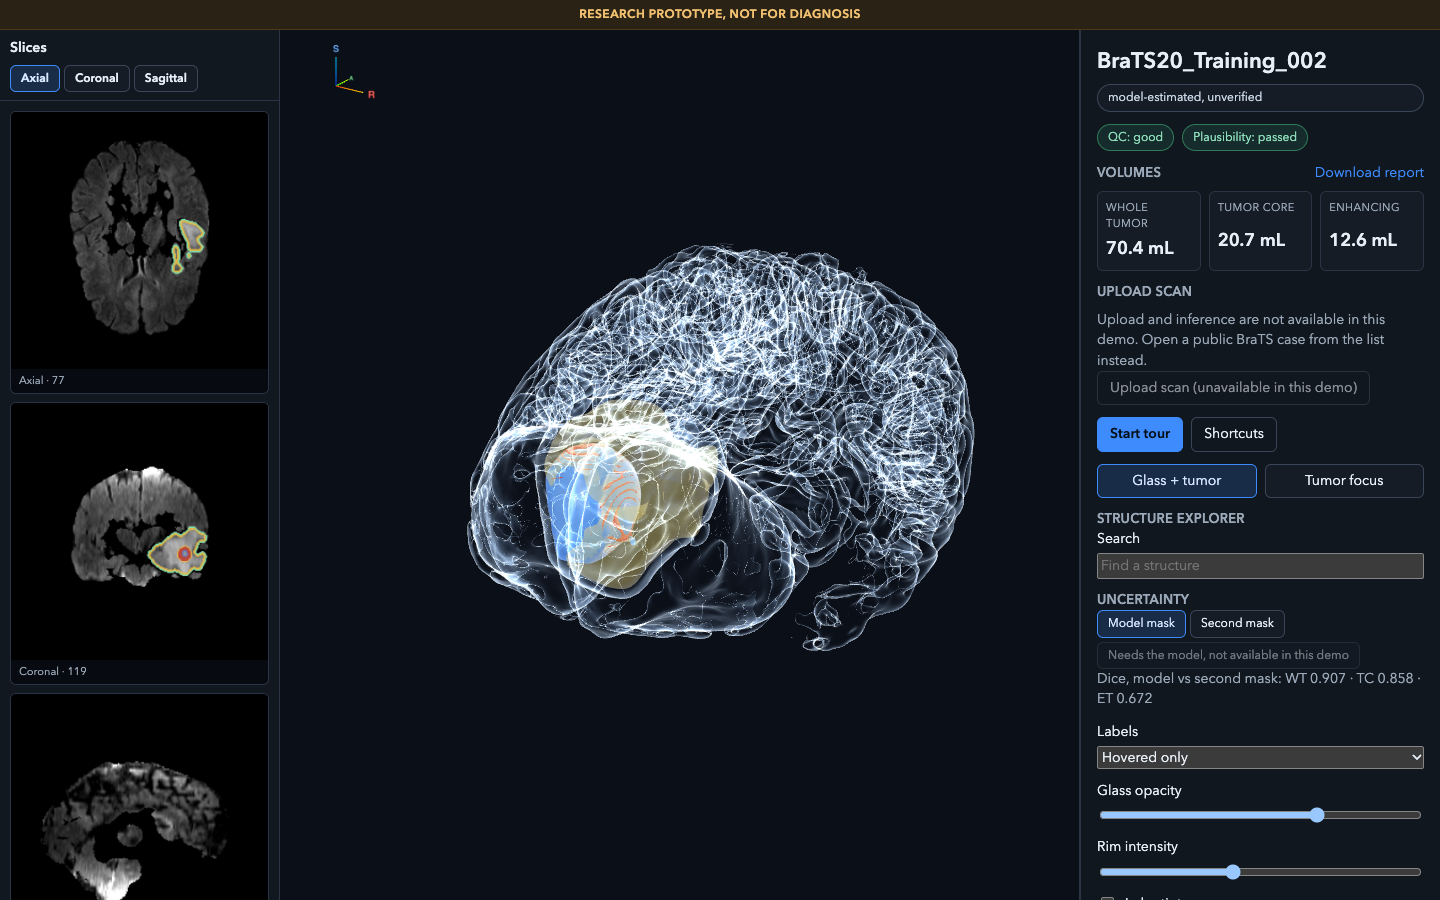 RESEARCH PROTOTYPE, NOT FOR DIAGNOSIS
Slices
Axial
Coronal
Sagittal
Axial · 77
Coronal · 119
S
A
R
BraTS20_Training_002
model-estimated, unverified
QC: good
Plausibility: passed
VOLUMES
Download report
WHOLE
TUMOR
70.4 mL
TUMOR CORE
20.7 mL
ENHANCING
12.6 mL
UPLOAD SCAN
Upload and inference are not available in this
demo. Open a public BraTS case from the list
instead.
Upload scan (unavailable in this demo)
Start tour
Shortcuts
Glass + tumor
Tumor focus
STRUCTURE EXPLORER
Search
Find a structure
UNCERTAINTY
Model mask
Second mask
Needs the model, not available in this demo
Dice, model vs second mask: WT 0.907 · TC 0.858 ·
ET 0.672
Labels
Hovered only
Glass opacity
Rim intensity